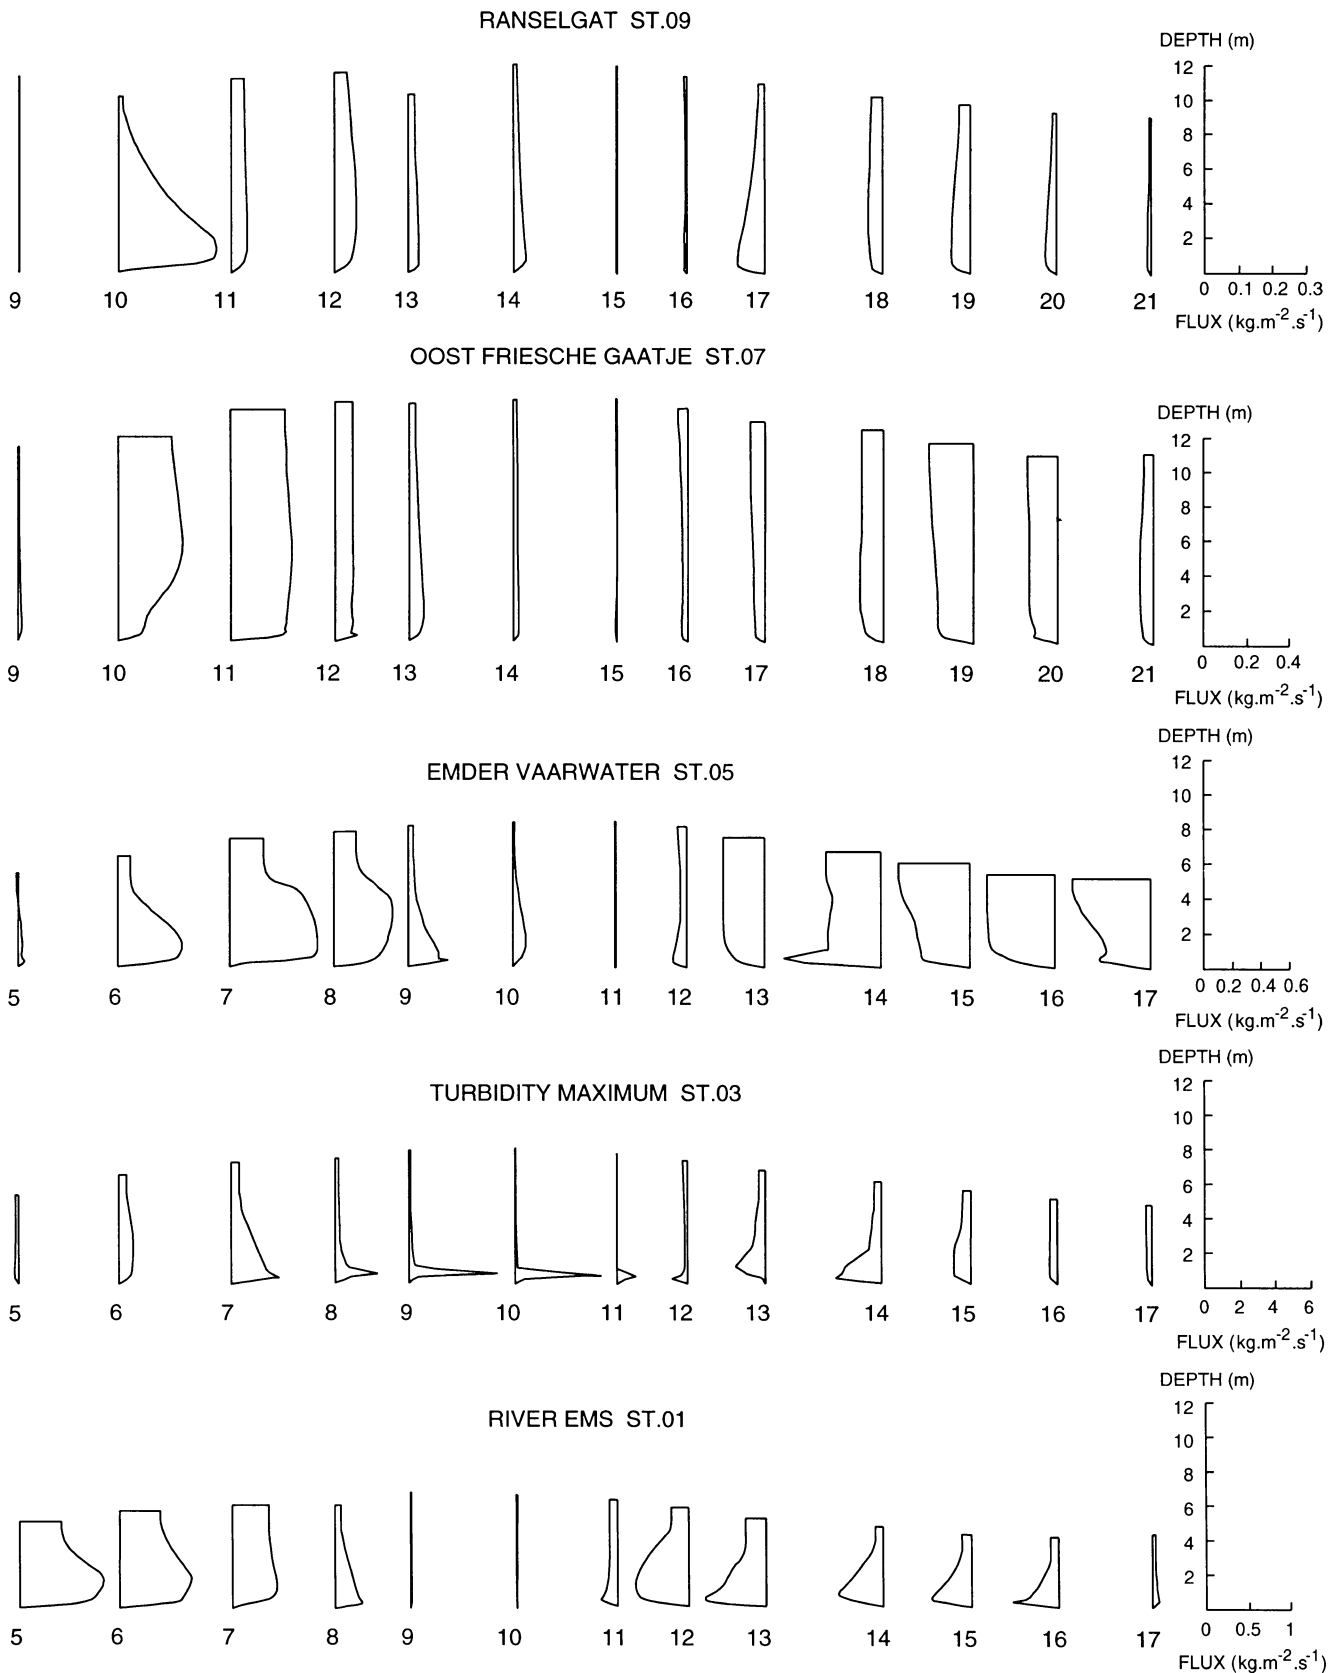 RANSELGAT ST.09
DEPTH (m)
12
10
8
6
4
2
0 0.1 0.2 0.3
FLUX (kg.m-2.s-1)
9 10 11 12 13 14 15 16 17 18 19 20 21
OOST FRIESCHE GAATJE ST.07
DEPTH (m)
12
10
8
6
4
2
0 0.2 0.4
FLUX (kg.m-2.s-1)
9 10 11 12 13 14 15 16 17 18 19 20 21
EMDER VAARWATER ST.05
DEPTH (m)
12
10
8
6
4
2
0 0.2 0.4 0.6
FLUX (kg.m-2.s-1)
5 6 7 8 9 10 11 12 13 14 15 16 17
TURBIDITY MAXIMUM ST.03
DEPTH (m)
12
10
8
6
4
2
0 2 4 6
FLUX (kg.m-2.s-1)
5 6 7 8 9 10 11 12 13 14 15 16 17
RIVER EMS ST.01
DEPTH (m)
12
10
8
6
4
2
0 0.5 1
FLUX (kg.m-2.s-1)
5 6 7 8 9 10 11 12 13 14 15 16 17